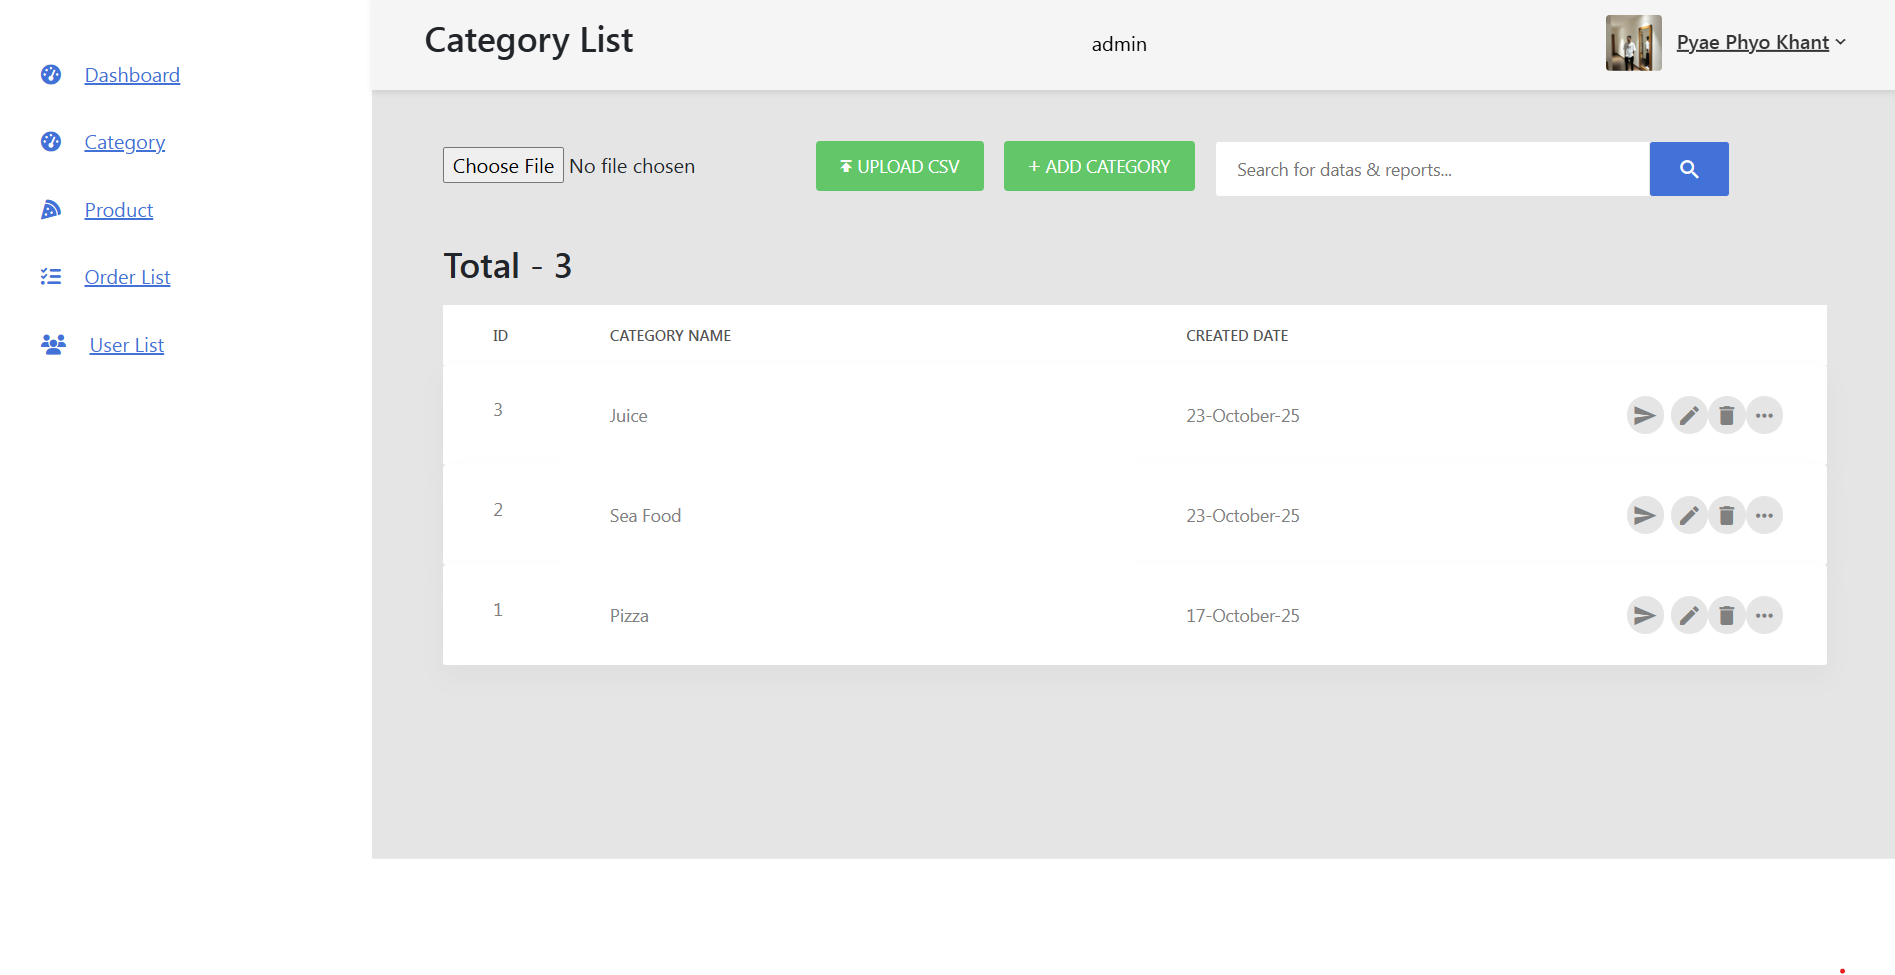 Dashboard
Category
Product
Order List
User List
Category List
admin
Pyae Phyo Khant
Choose File No file chosen
UPLOAD CSV
+ ADD CATEGORY
Search for datas & reports...
Total - 3
ID CATEGORY NAME CREATED DATE
3 Juice 23-October-25
2 Sea Food 23-October-25
1 Pizza 17-October-25